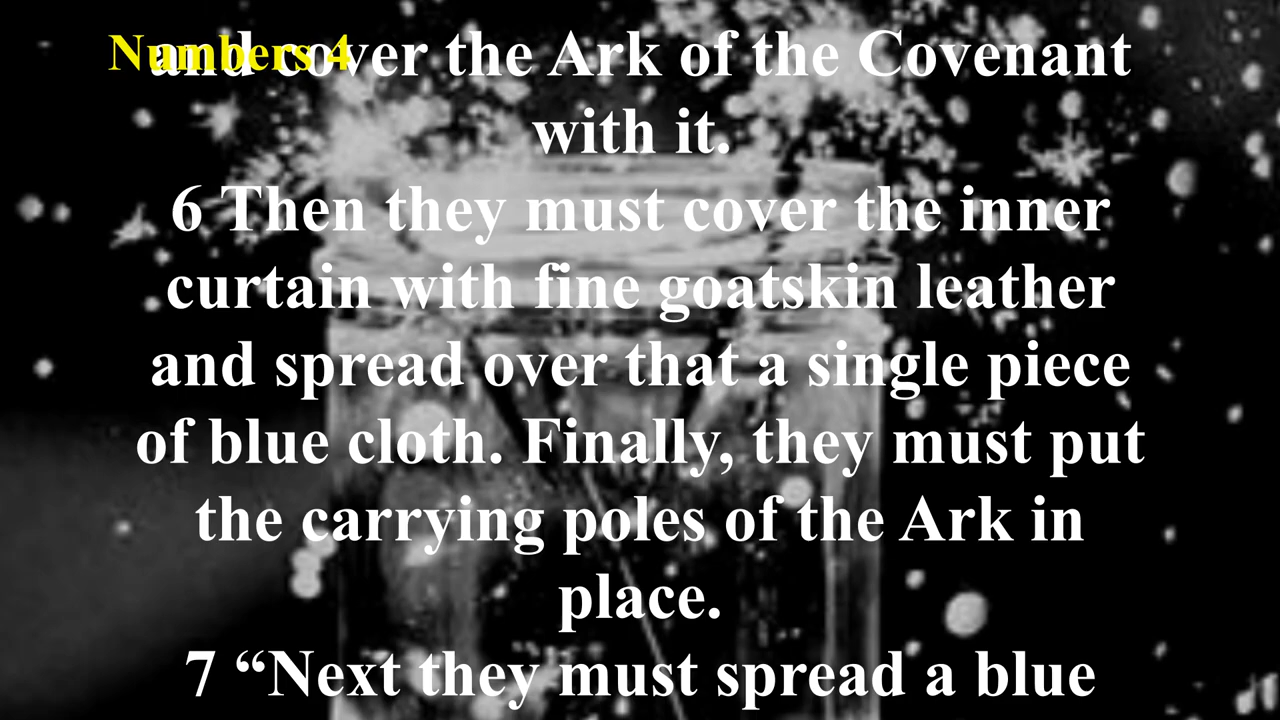 Numbers 4
and cover the Ark of the Covenant
with it.
6 Then they must cover the inner
curtain with fine goatskin leather
and spread over that a single piece
of blue cloth. Finally, they must put
the carrying poles of the Ark in
place.
7 “Next they must spread a blue